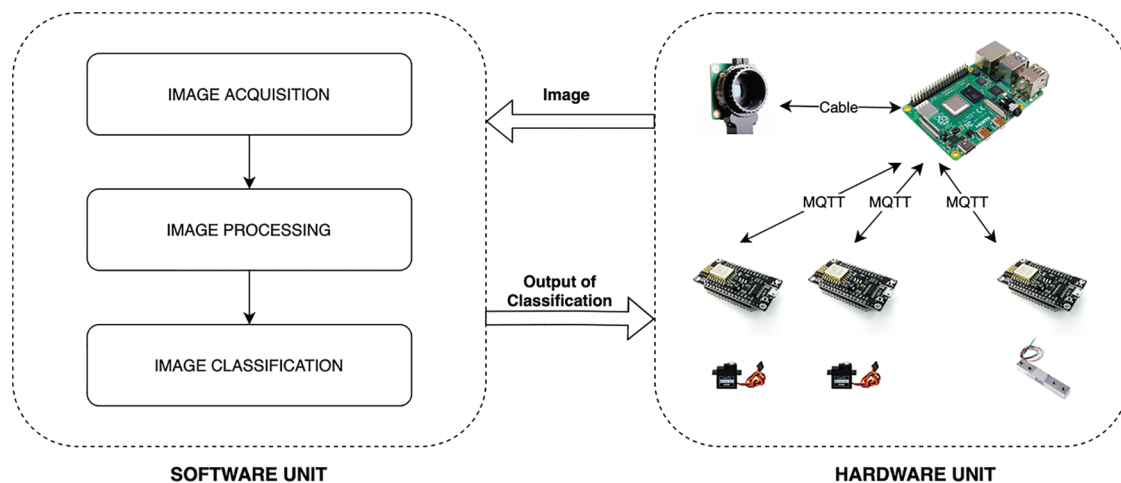 IMAGE ACQUISITION
IMAGE PROCESSING
IMAGE CLASSIFICATION
SOFTWARE UNIT
Image
Output of
Classification
Cable
MQTT
MQTT
MQTT
HARDWARE UNIT